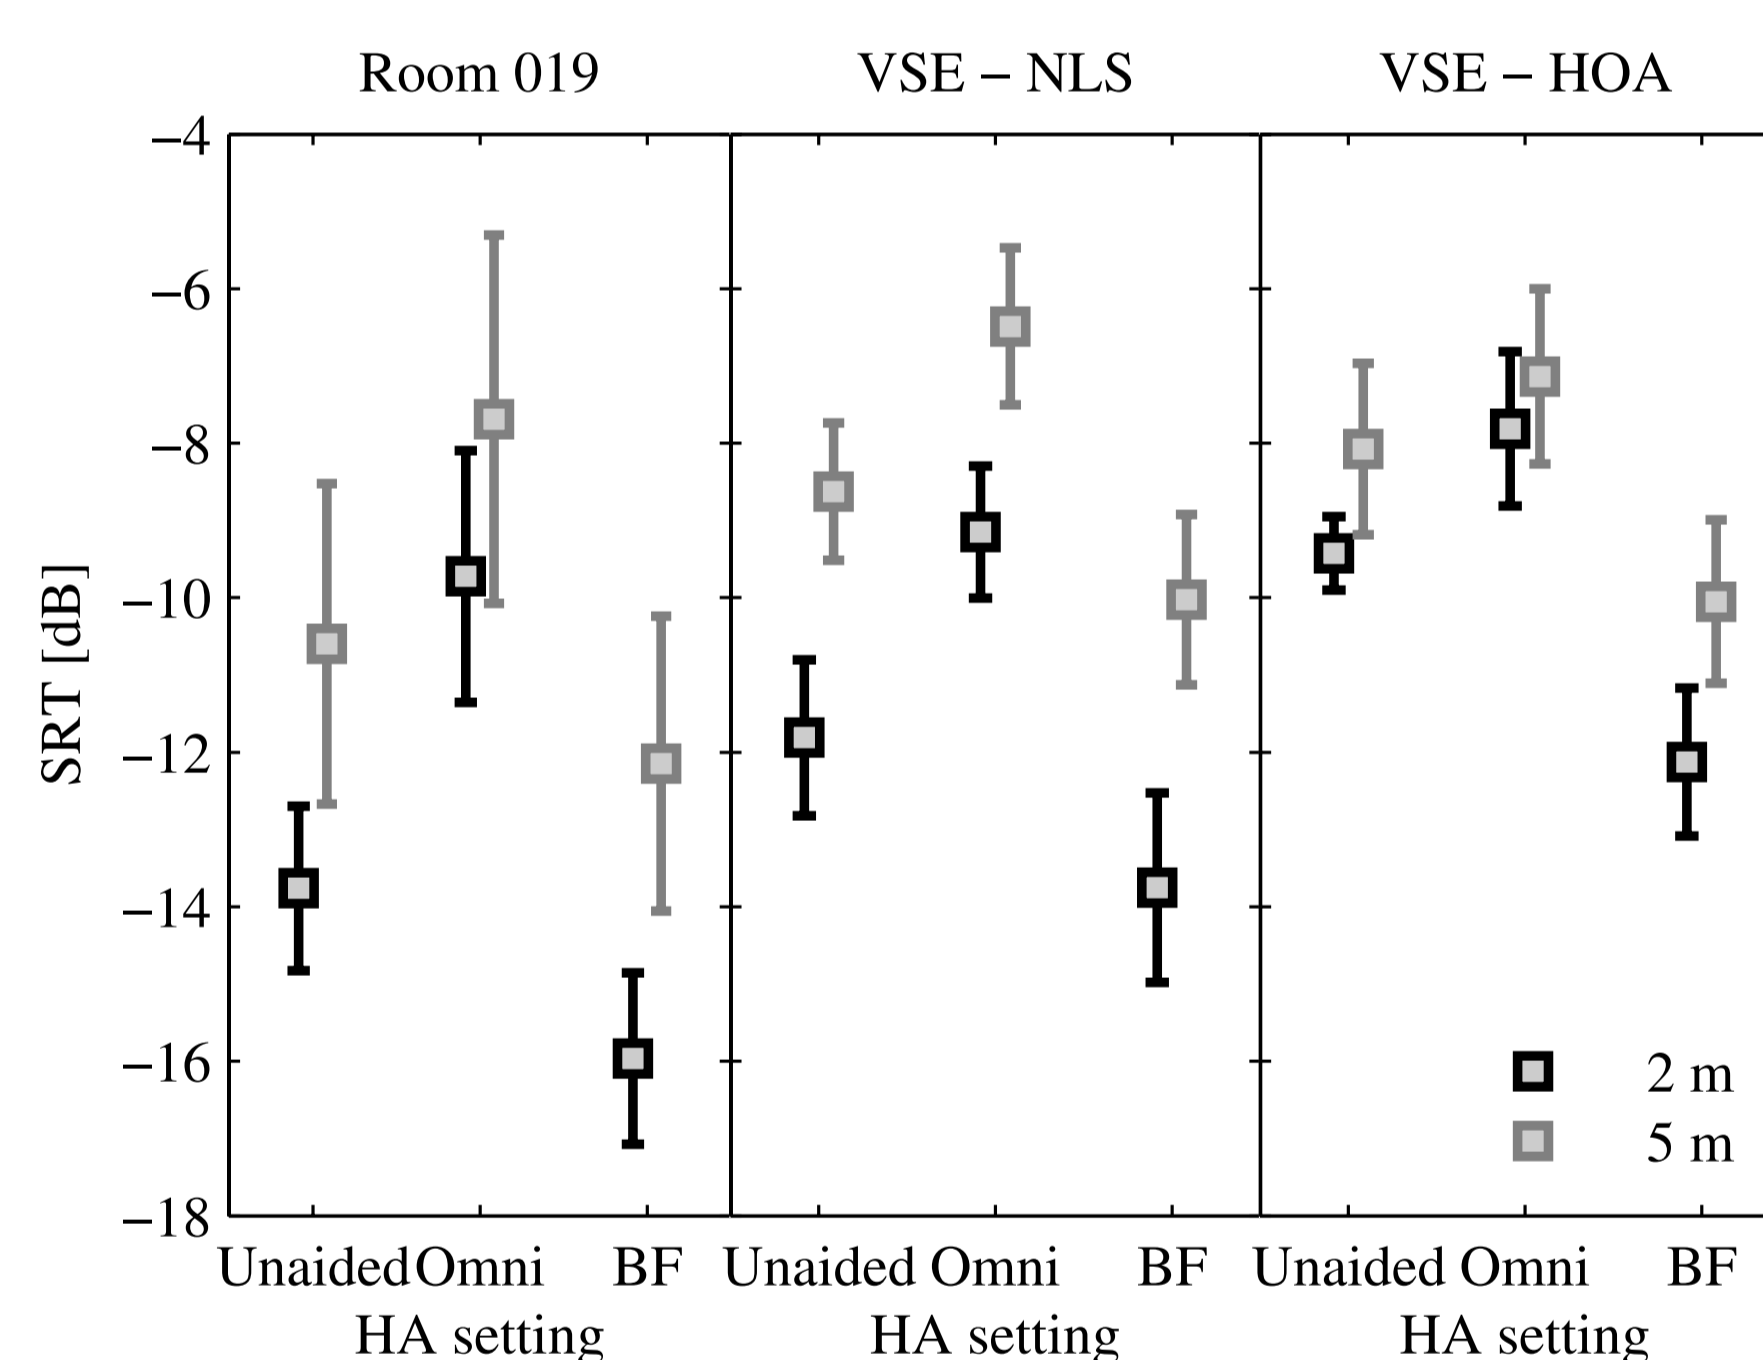 Room 019 VSE – NLS VSE – HOA
−4
−6
−8
−10
−12
−14
−16
−18
SRT [dB]
2 m
5 m
Unaided Omni BF Unaided Omni BF Unaided Omni BF
HA setting HA setting HA setting